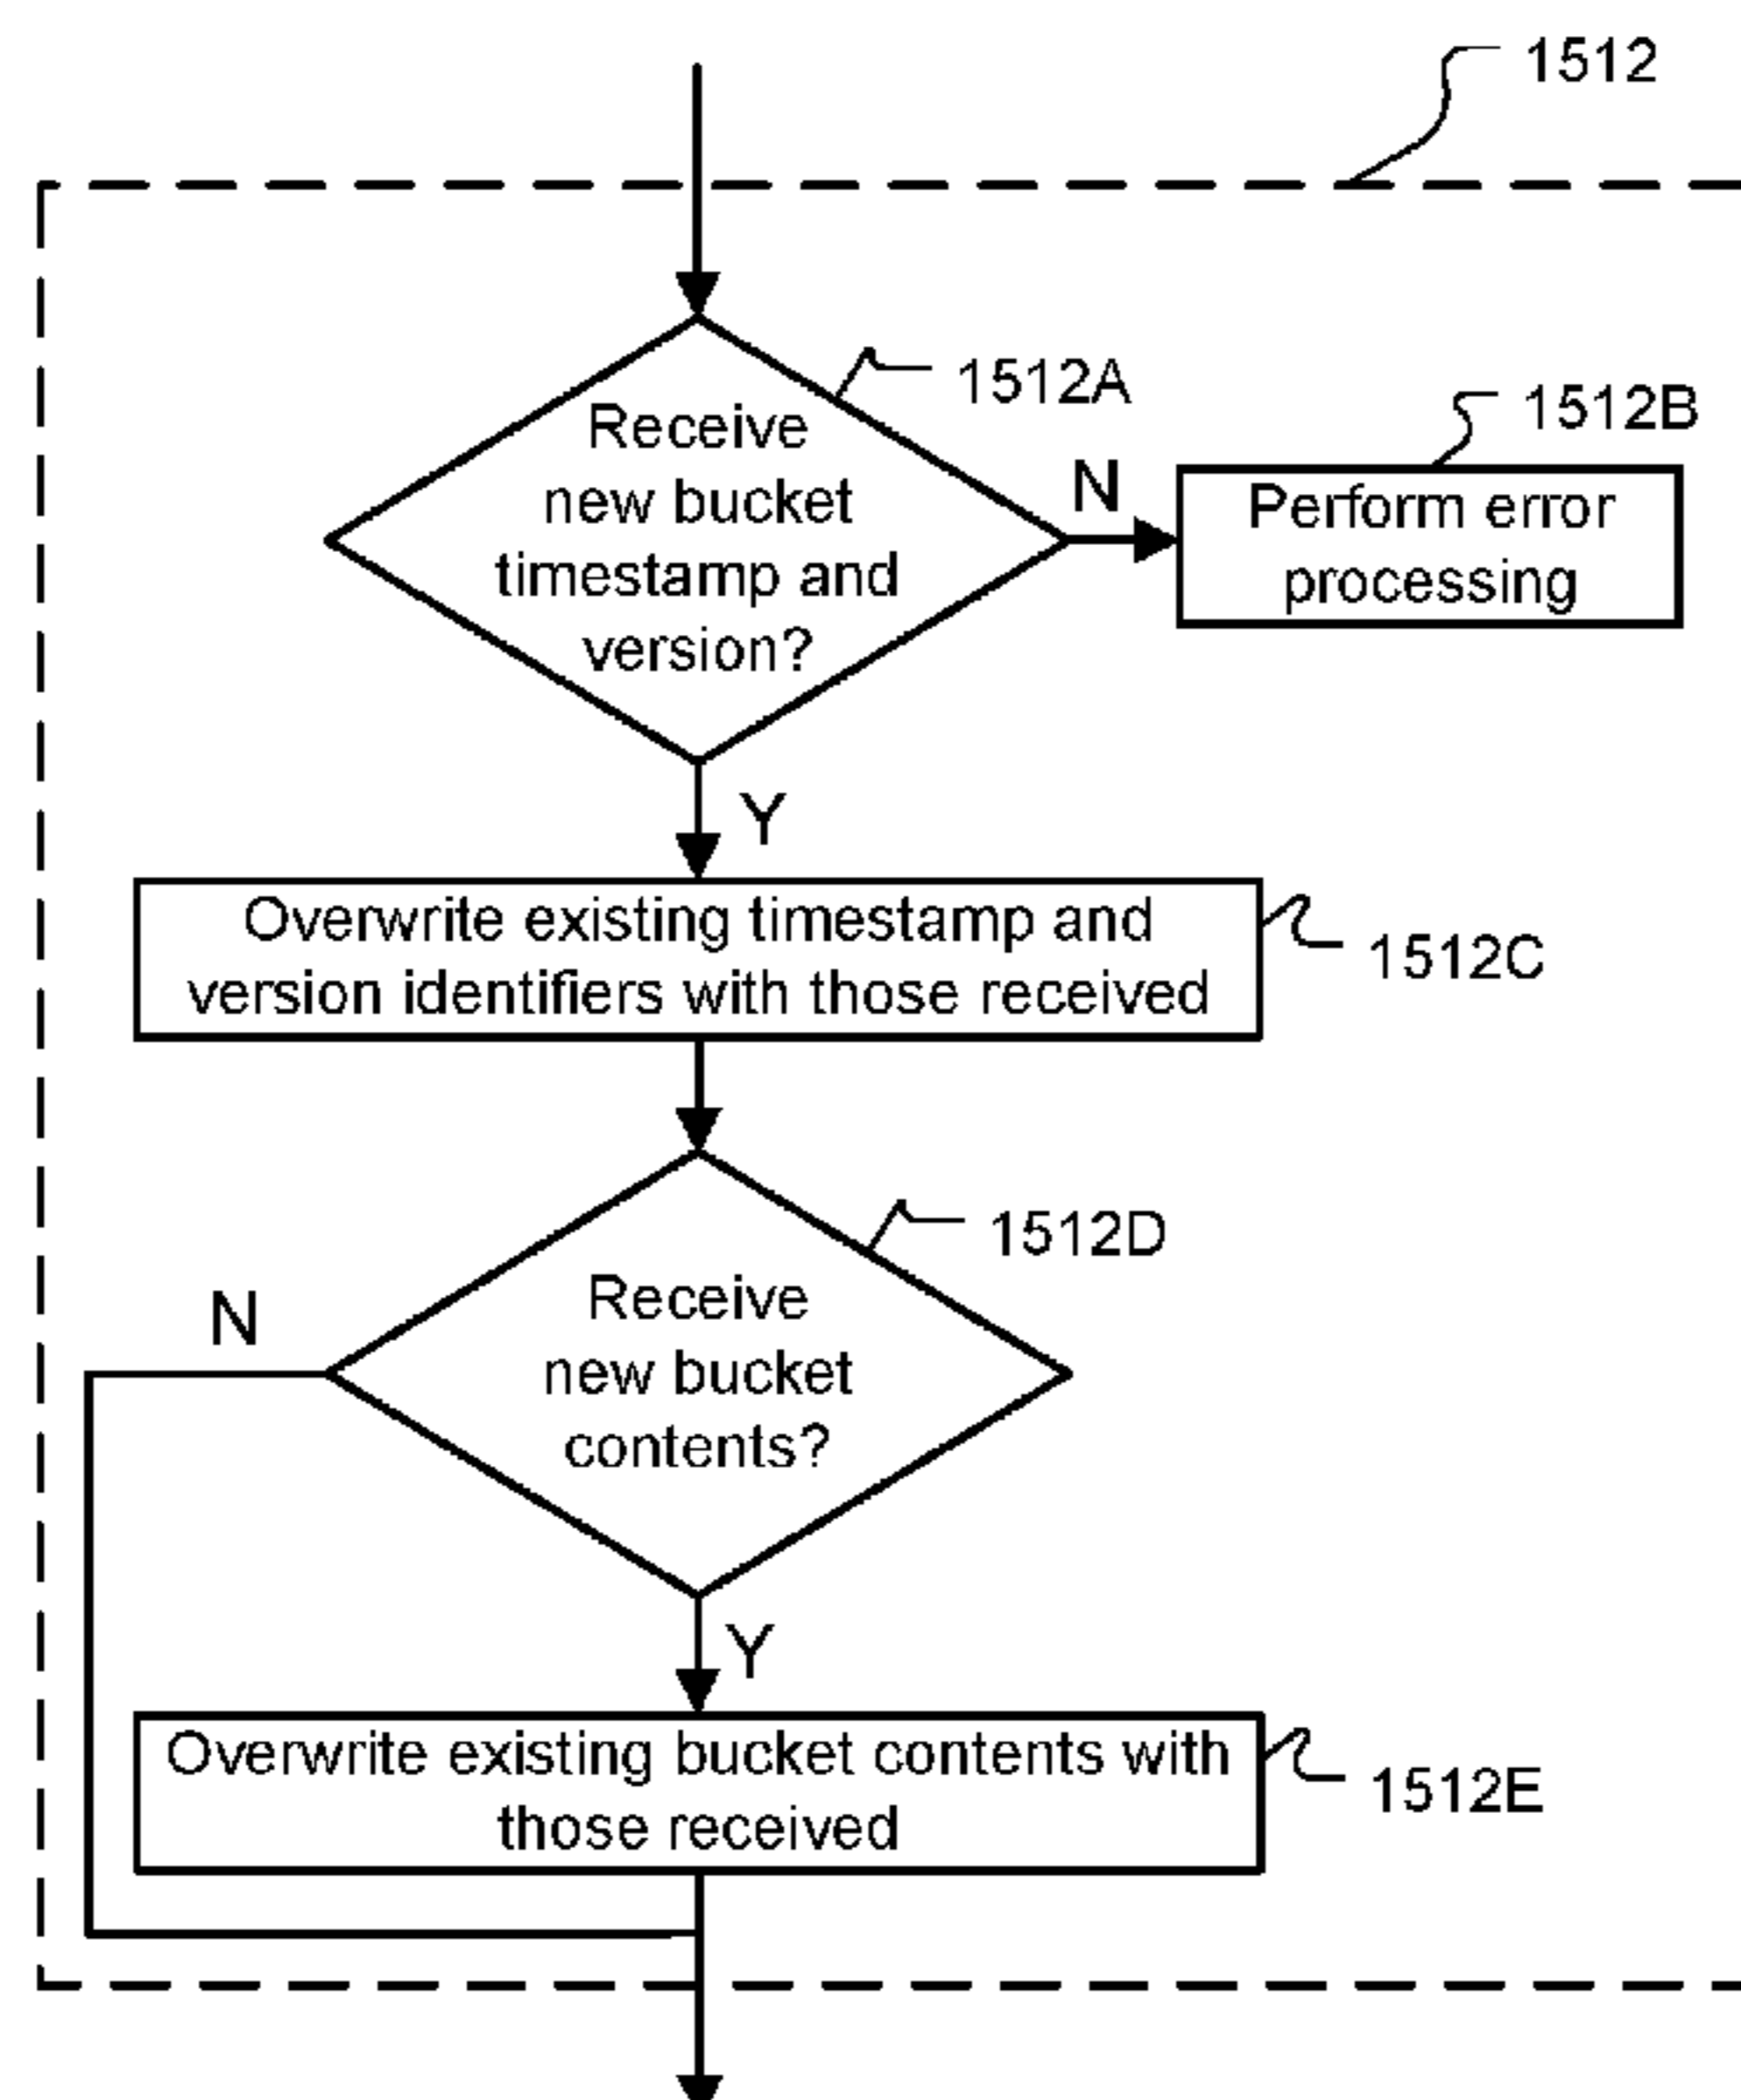 1512
1512A
Receive
new bucket
timestamp and
version?
N
1512B
Perform error
processing
Y
Overwrite existing timestamp and
version identifiers with those received
1512C
1512D
Receive
new bucket
contents?
N
Y
Overwrite existing bucket contents with
those received
1512E